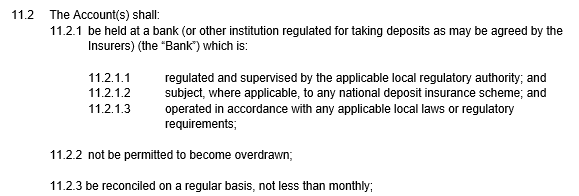 11.2 The Account(s) shall:
11.2.1 be held at a bank (or other institution regulated for taking deposits as may be agreed by the
Insurers) (the “Bank”) which is:
11.2.1.1 regulated and supervised by the applicable local regulatory authority; and
11.2.1.2 subject, where applicable, to any national deposit insurance scheme; and
11.2.1.3 operated in accordance with any applicable local laws or regulatory
requirements;
11.2.2 not be permitted to become overdrawn;
11.2.3 be reconciled on a regular basis, not less than monthly;